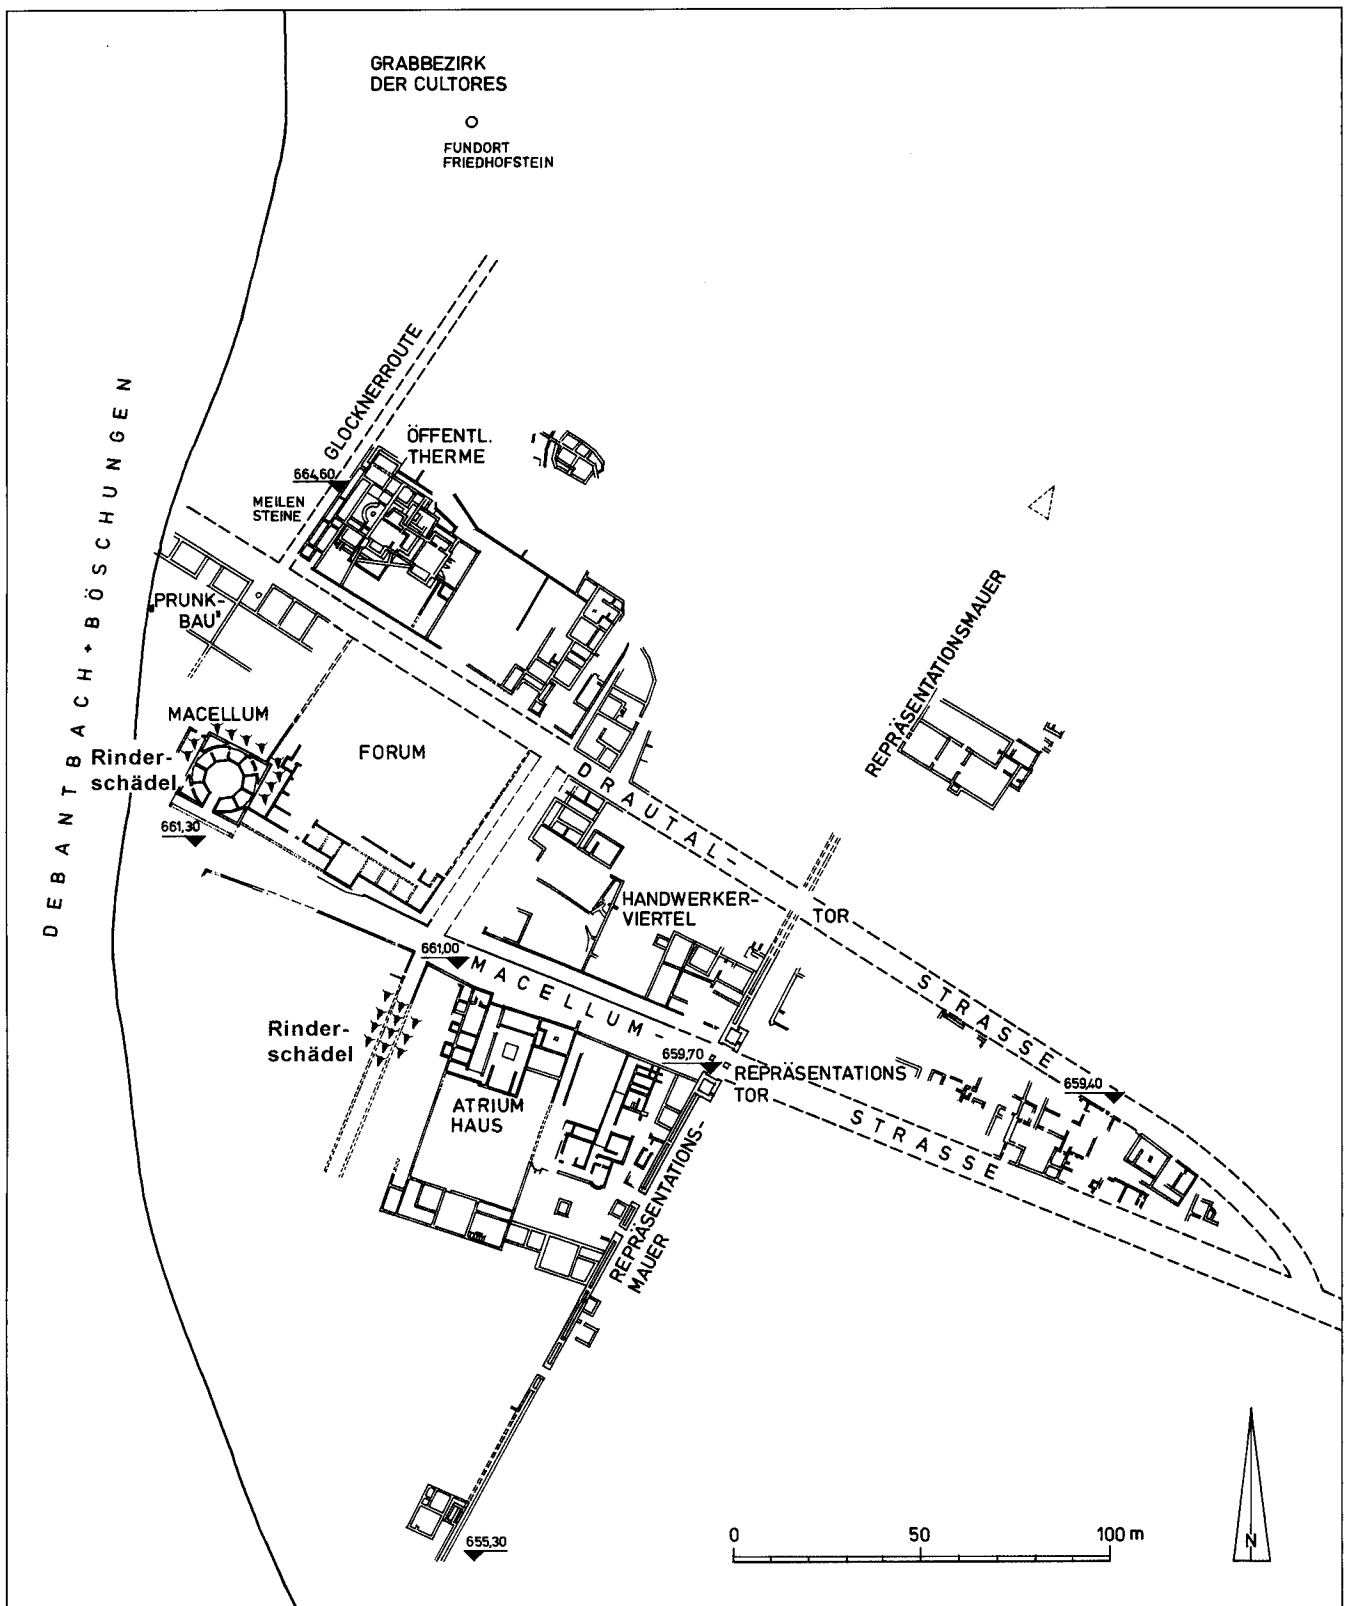 GRABBEZIRK
DER CULTORES
FUNDORT
FRIEDHOFSTEIN
GLOCKNERROUTE
ÖFFENTL.
THERME
664,60
MEILEN
STEINE
DEBANTBACH + BÖSCHUNGEN
"PRUNK-
BAU"
REPRÄSENTATIONSMAUER
MACELLUM
Rinder-
schädel
FORUM
661,30
DRAUTAL-
HANDWERKER-
VIERTEL
TOR
661,00
MACELLUM-
STRASSE
Rinder-
schädel
659,70
REPRÄSENTATIONS
TOR
659,40
STRASSE
ATRIUM
HAUS
REPRÄSENTATIONS-
MAUER
655,30
0 50 100 m
N